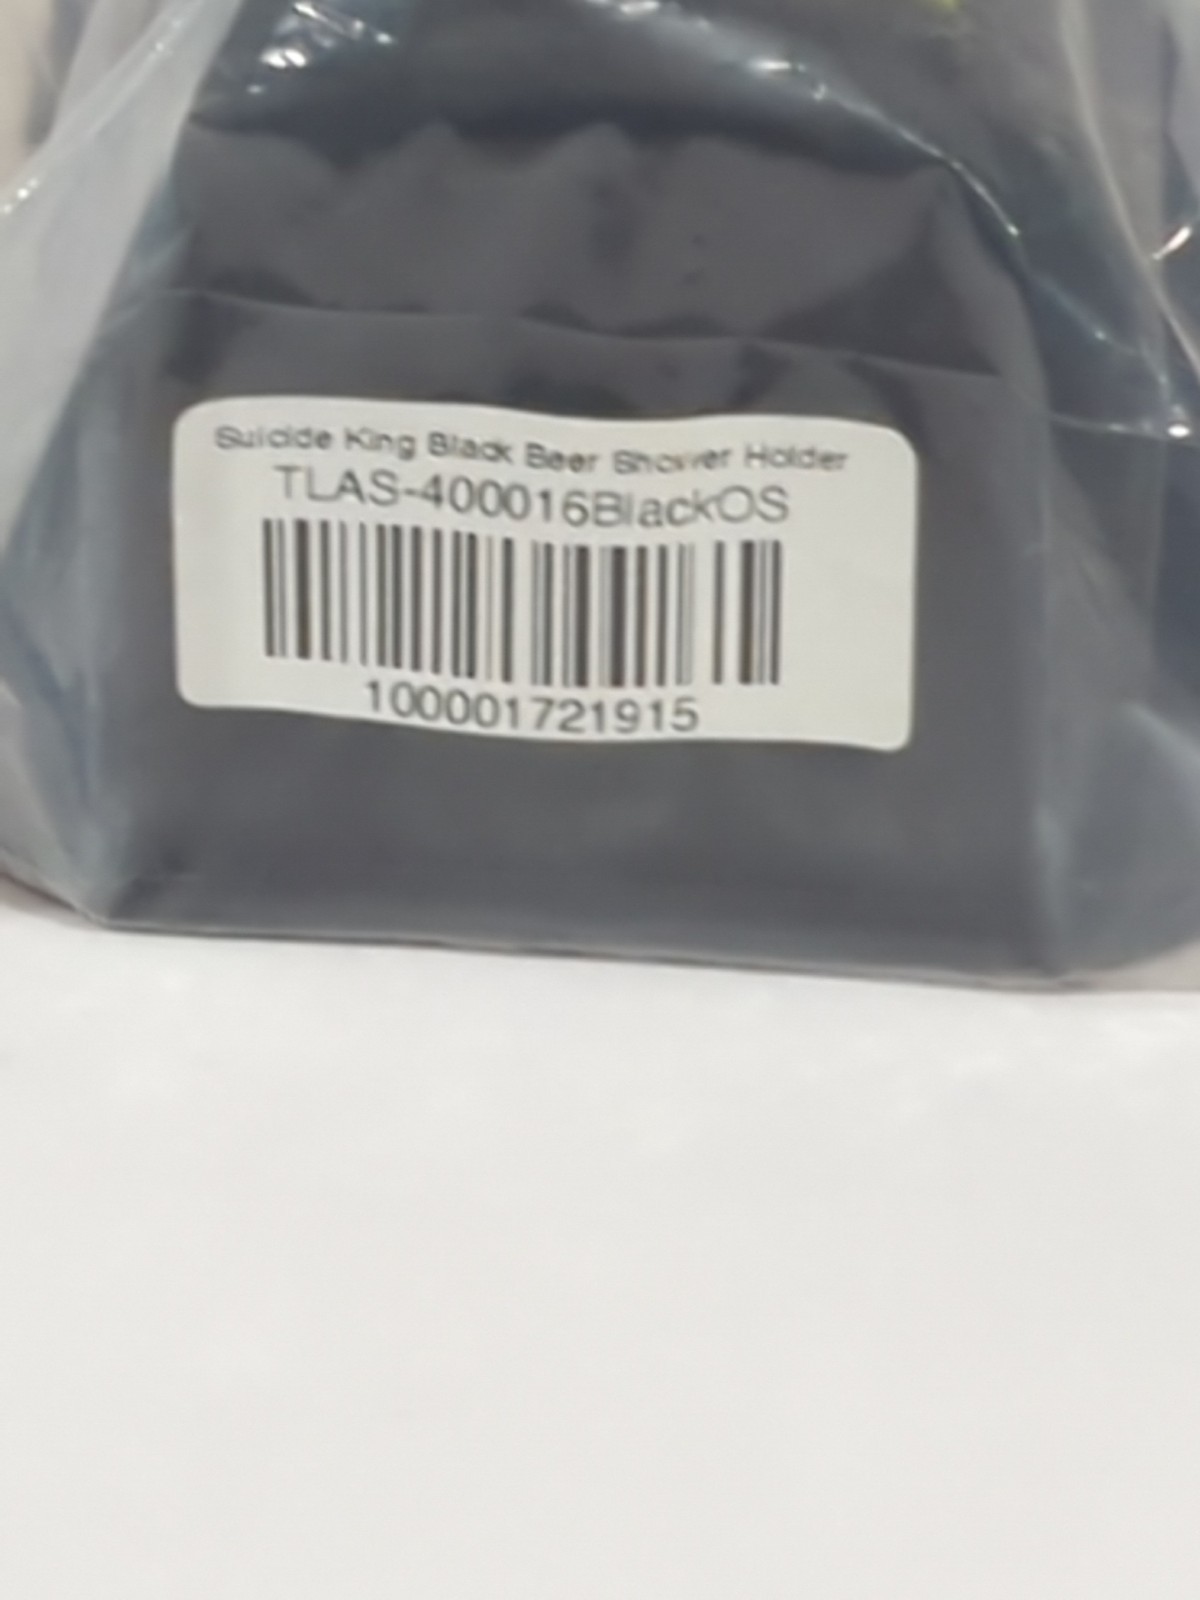 Suicide King Black Beer Shower Holder
TLAS-400016BlackOS
100001721915